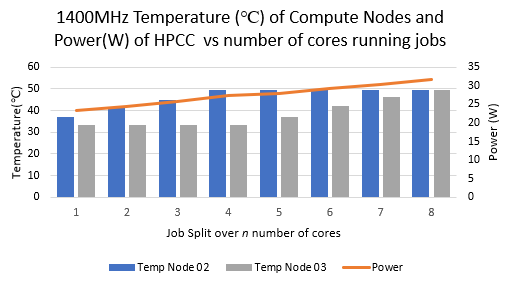 1400MHz Temperature (°C) of Compute Nodes and
Power(W) of HPCC vs number of cores running jobs
60
50
40
30
20
10
0
Temperature(°C)
35
30
25
20
15
10
5
0
Power (W)
1 2 3 4 5 6 7 8
Job Split over n number of cores
Temp Node 02 Temp Node 03 Power